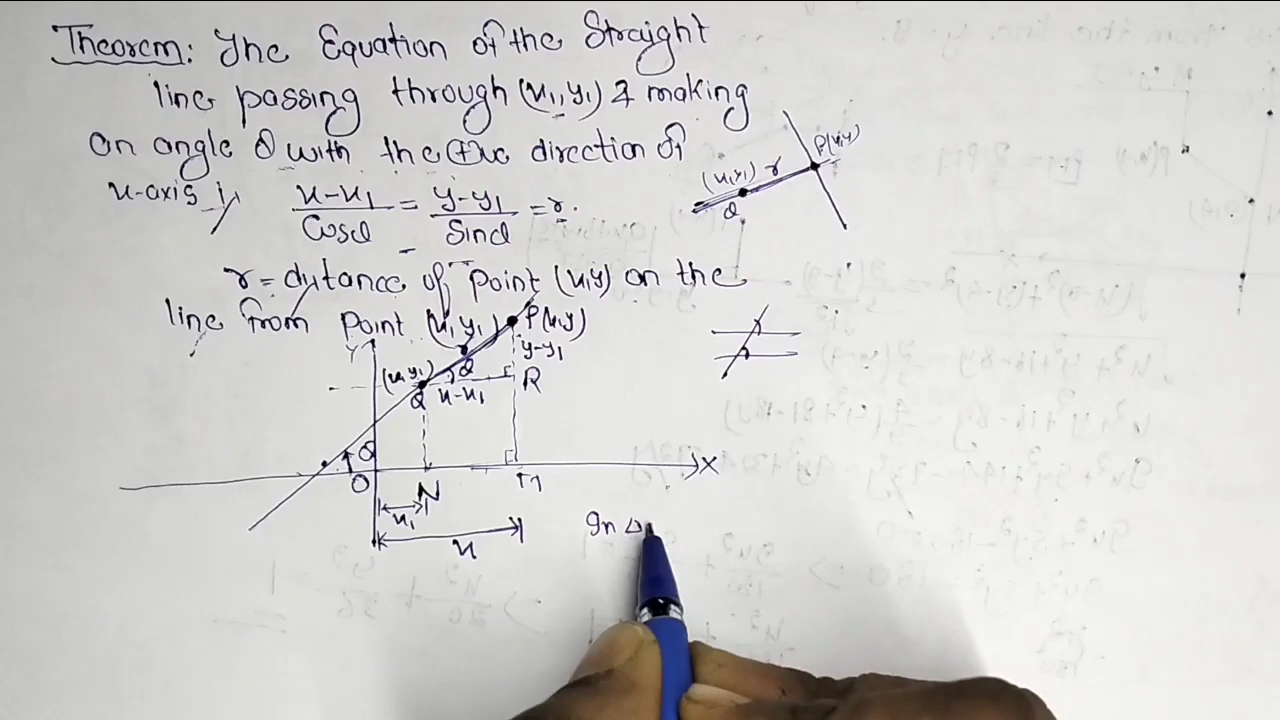 Theorem: The Equation of the Straight
line passing through (x₁, y₁) & making
an angle θ with the (+)ve direction of
x-axis is x-x₁/Cosθ = y-y₁/Sinθ = r.
r = distance of point (x,y) on the
line from point (x₁, y₁)
(x₁,y₁) r P(x,y)
Q
Y P(x,y)
r y-y₁
(x₁,y₁) θ
Q x-x₁ R
θ
O N M X
x₁
x
In Δ